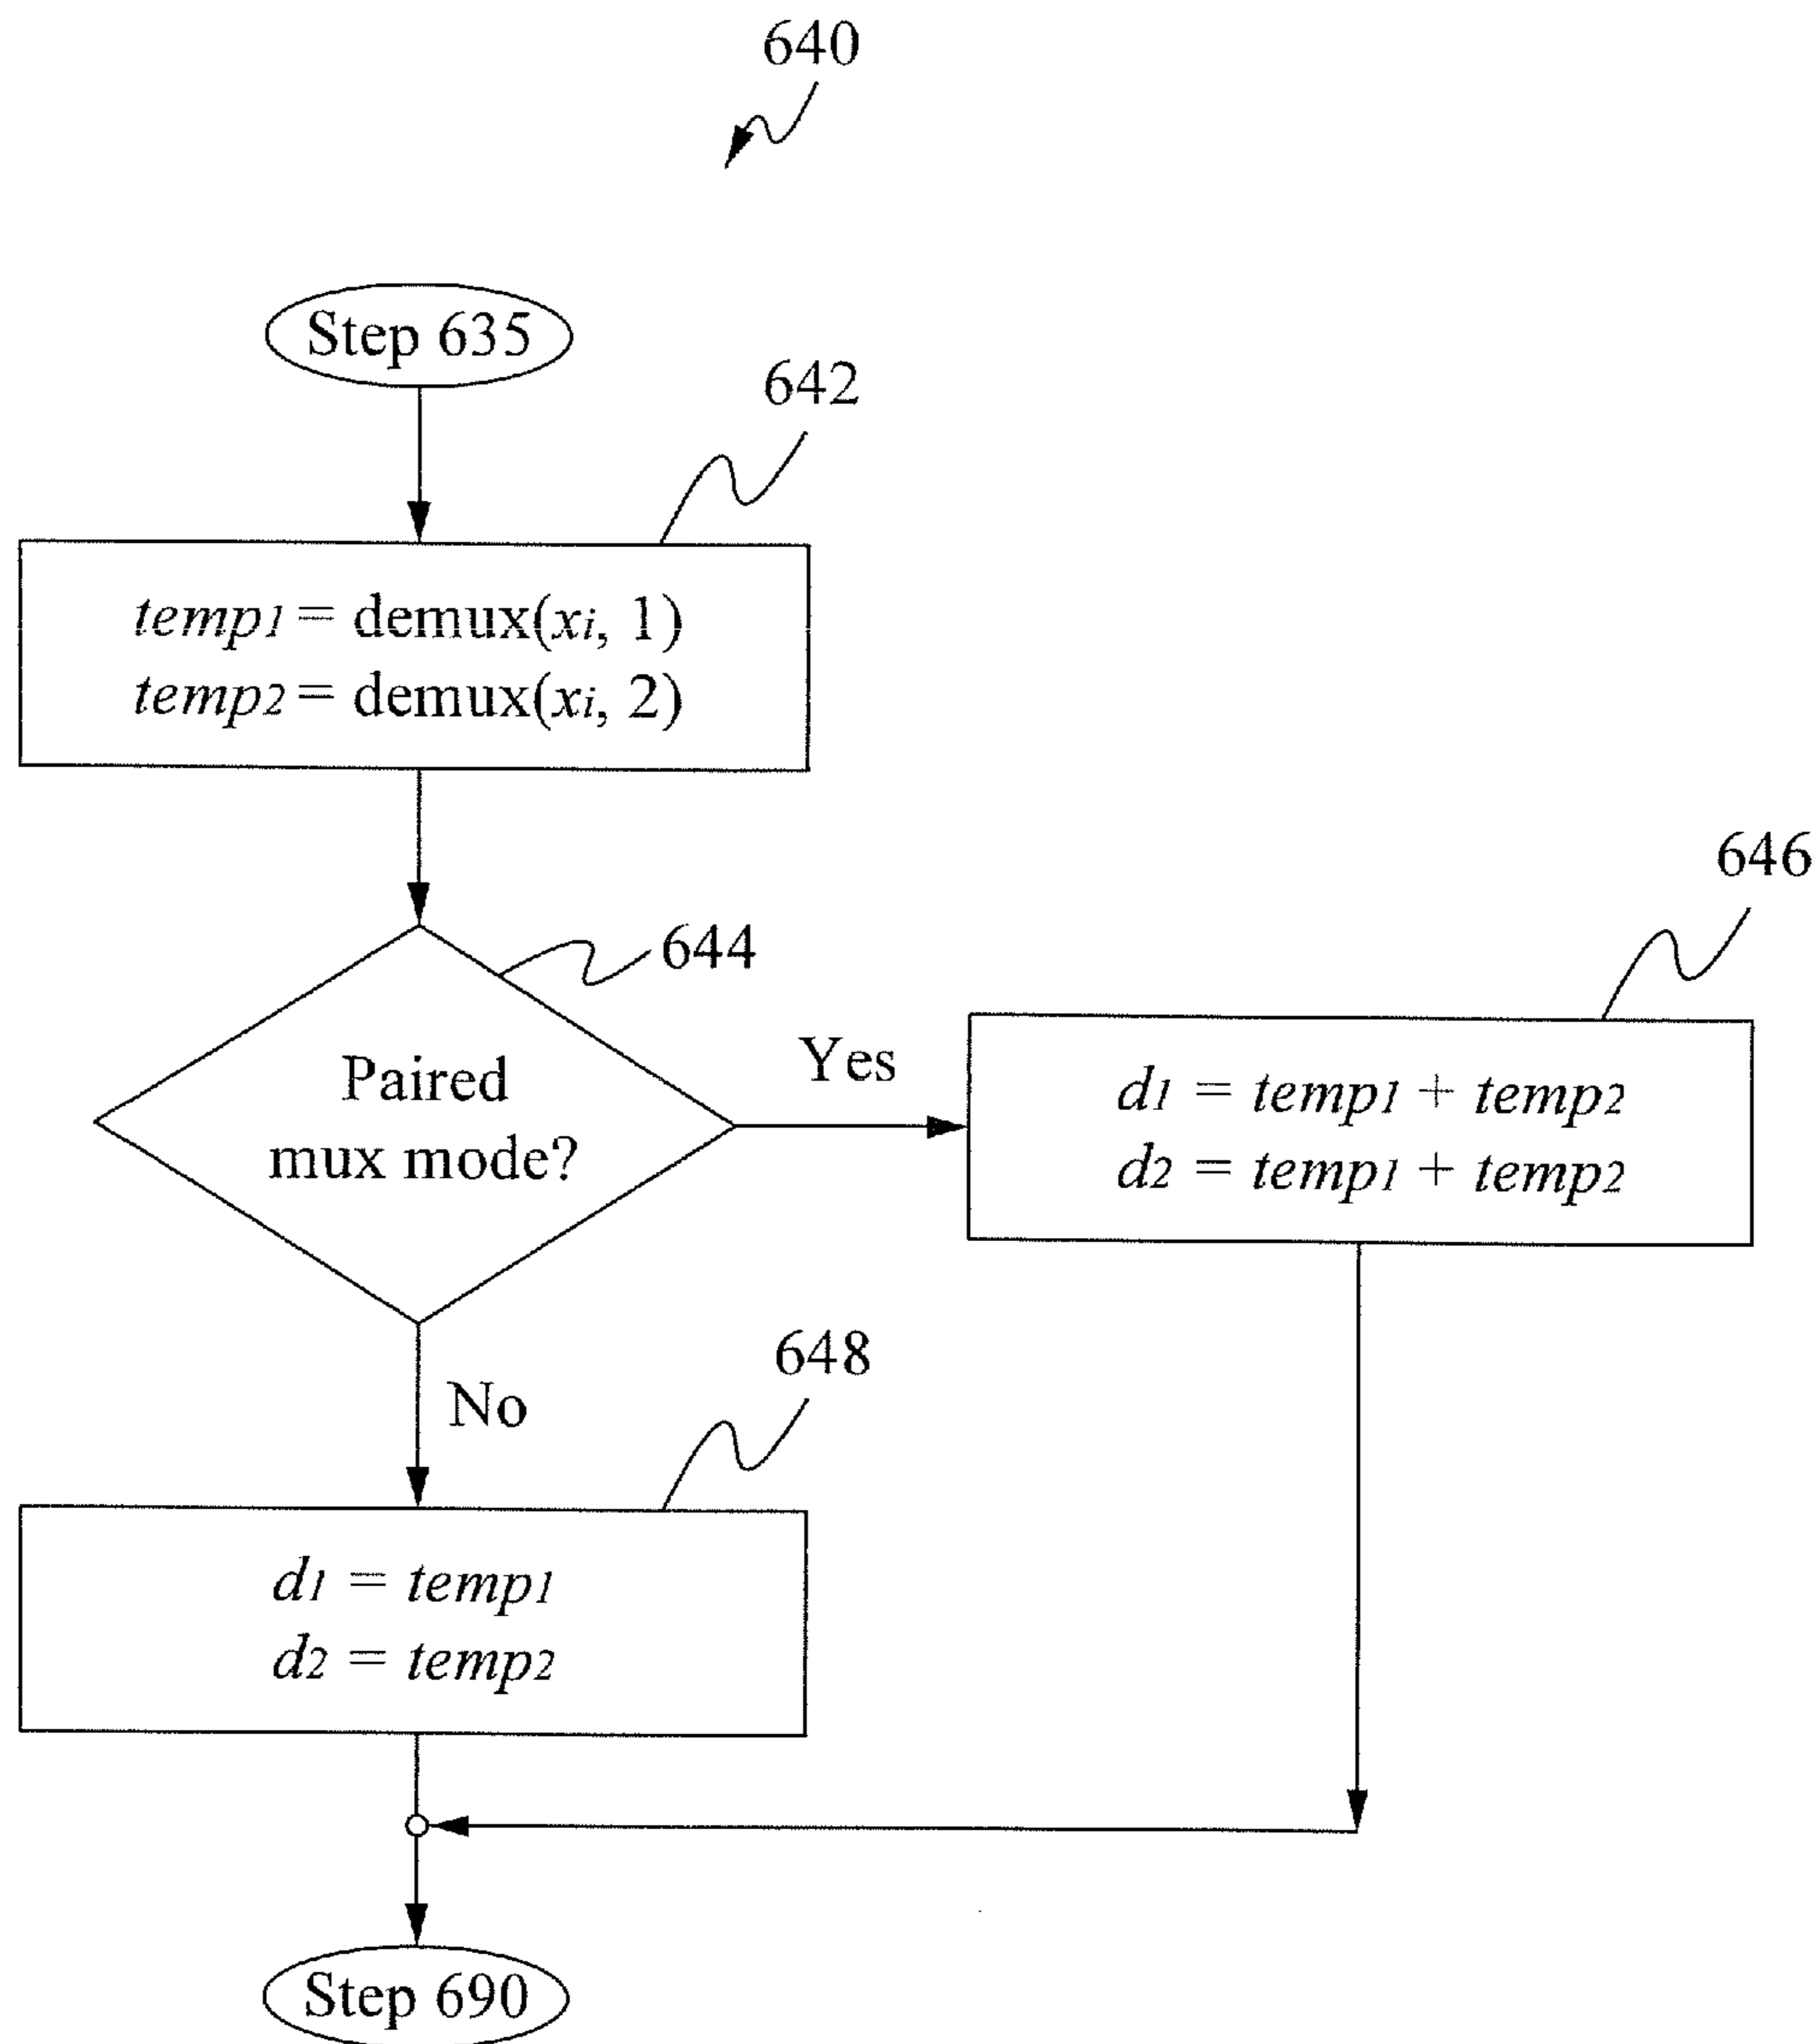 640
Step 635
642
temp1 = demux(xi, 1)
temp2 = demux(xi, 2)
644
Paired
mux mode?
Yes
646
d1 = temp1 + temp2
d2 = temp1 + temp2
No
648
d1 = temp1
d2 = temp2
Step 690